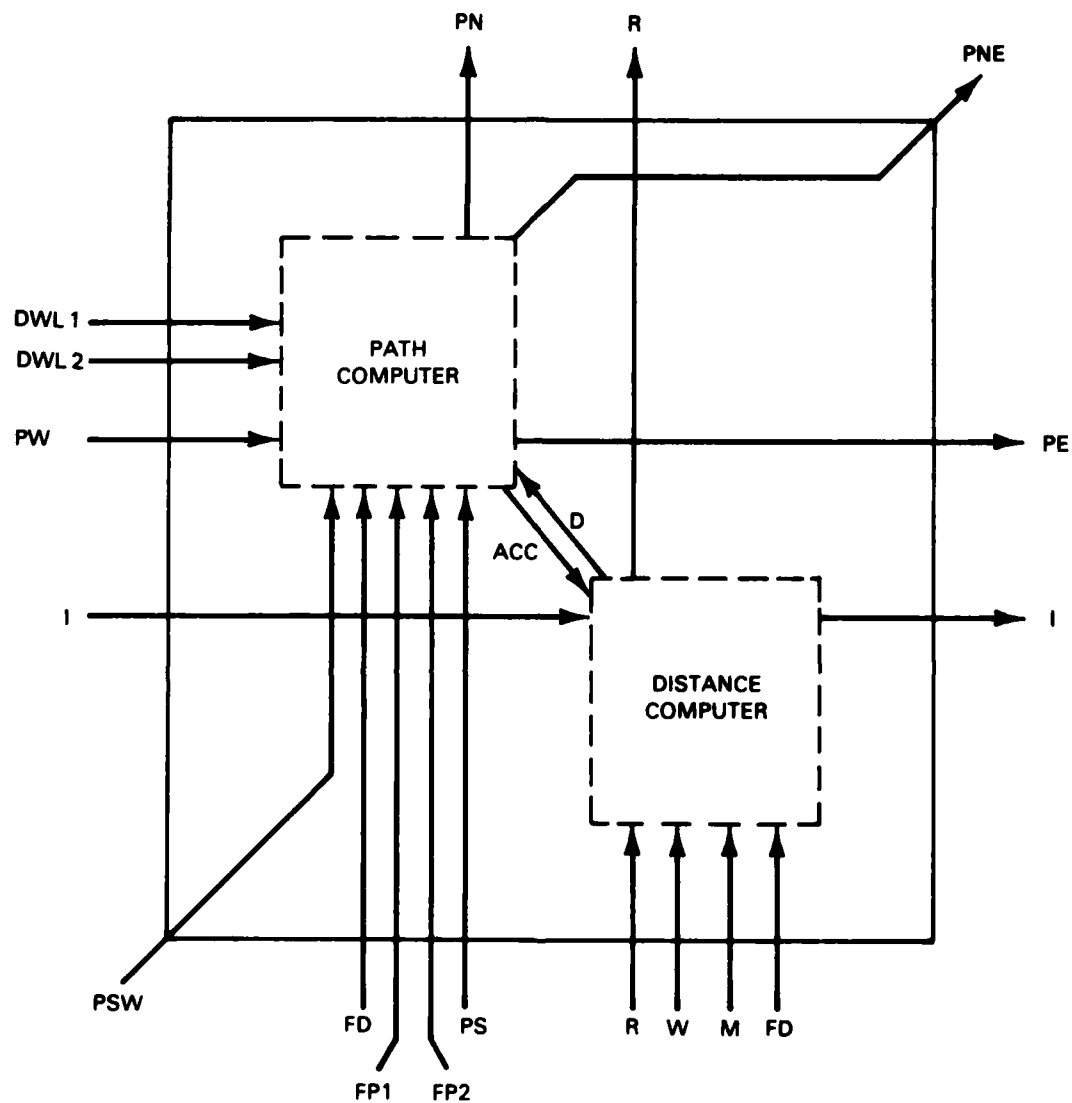 PN
R
PNE
DWL 1
DWL 2
PATH
COMPUTER
PW
PE
D
ACC
I
I
DISTANCE
COMPUTER
PSW
FD
PS
R
W
M
FD
FP1
FP2